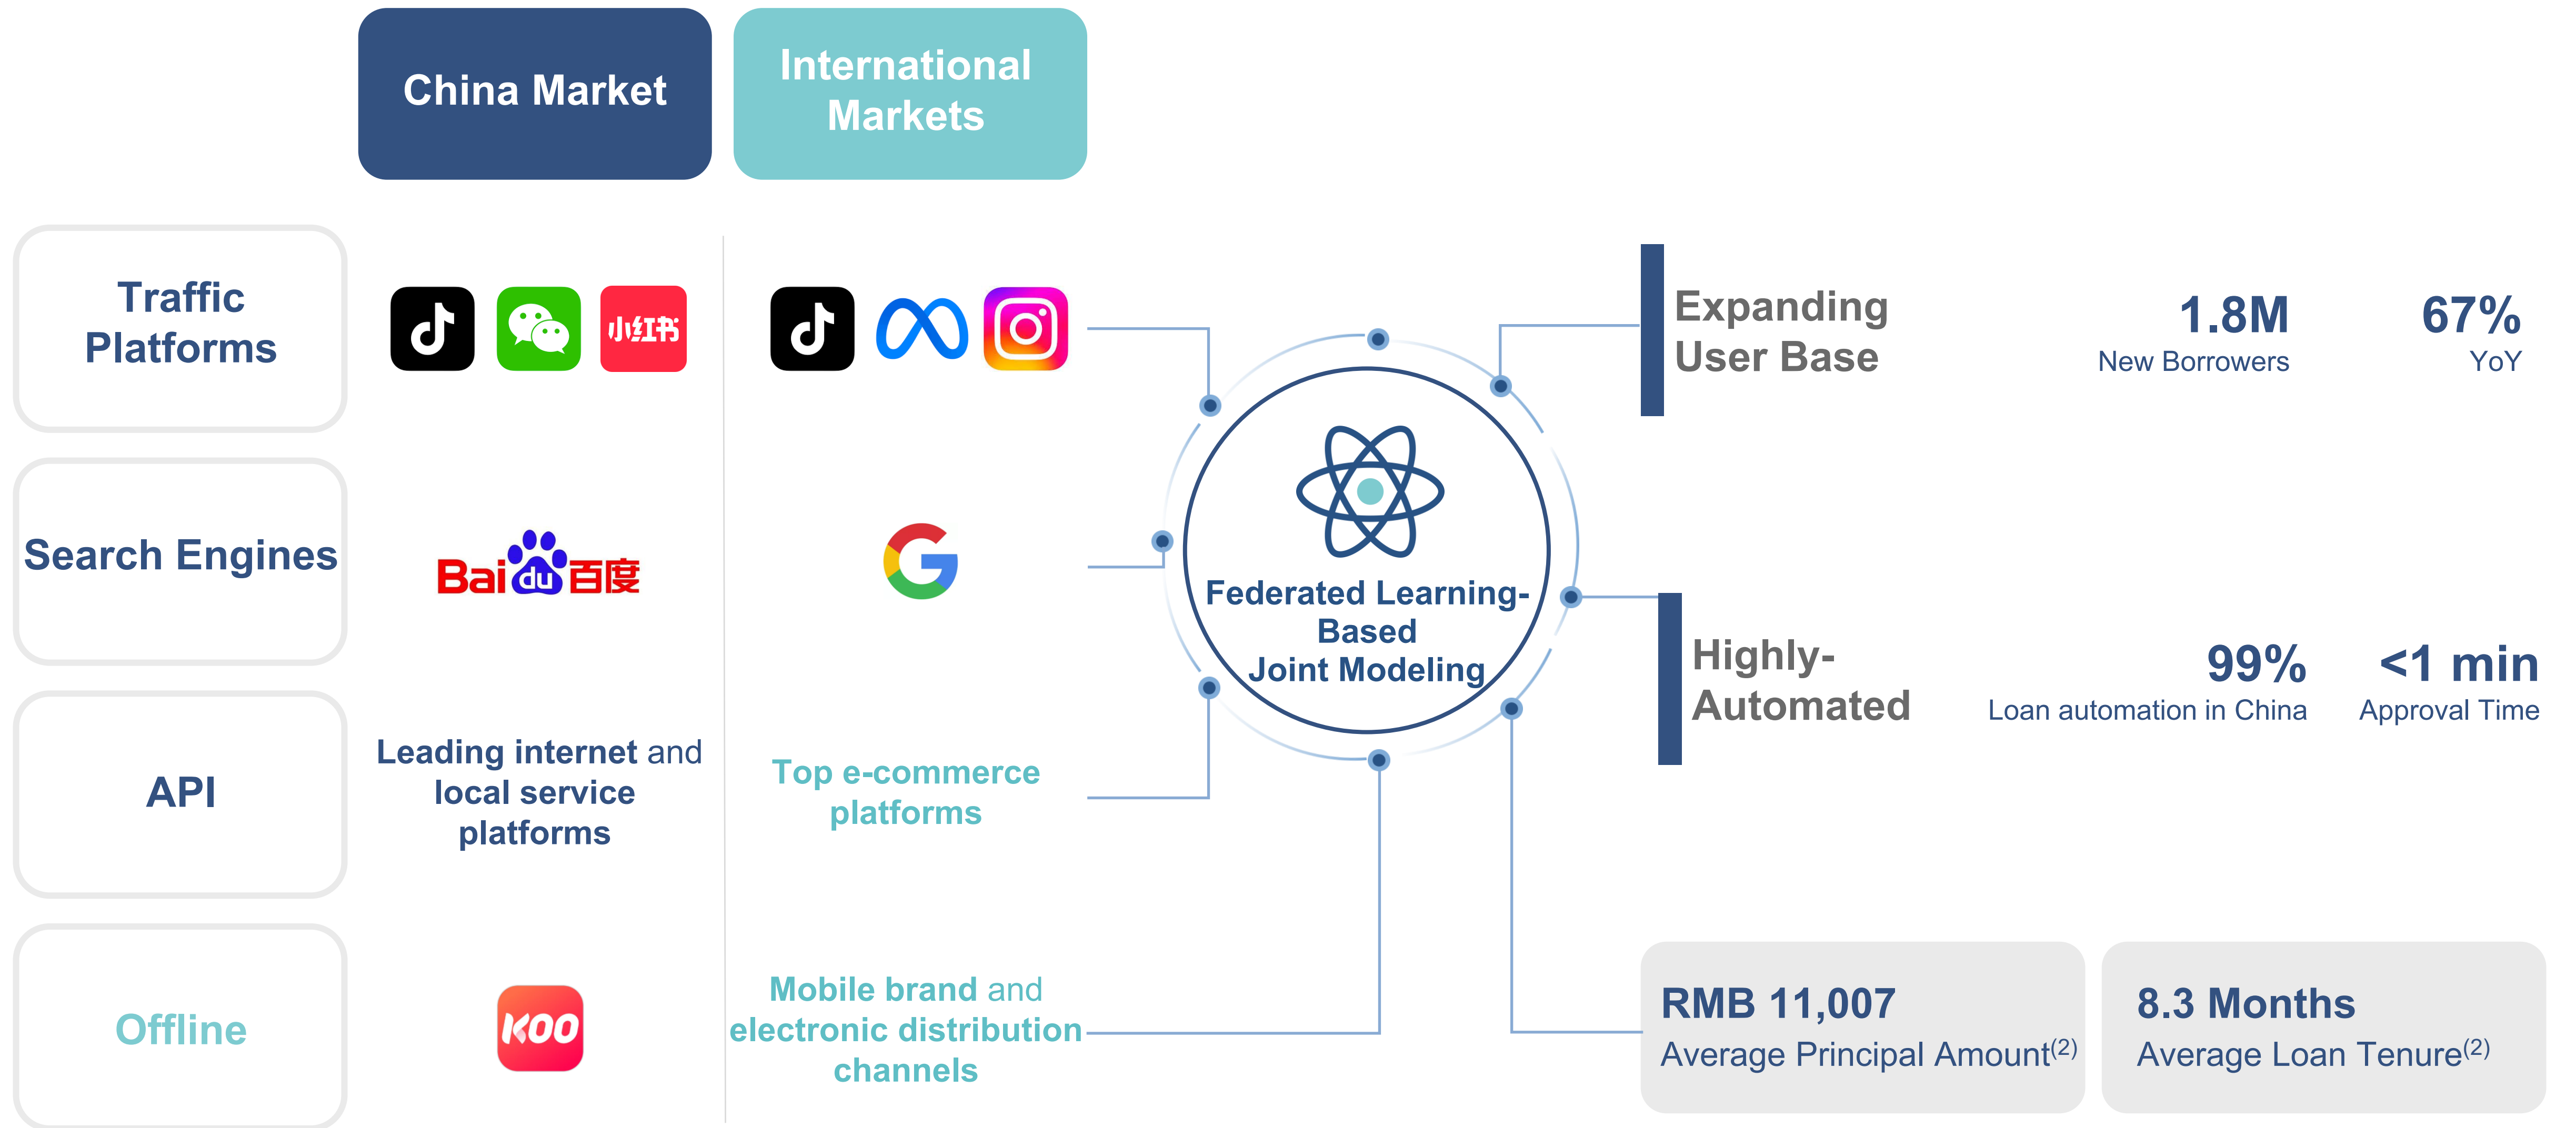 China Market
International
Markets
Traffic
Platforms
小红书
Expanding
User Base
1.8M
New Borrowers
67%
YoY
Search Engines
Bai du 百度
G
Federated Learning-
Based
Joint Modeling
Highly-
Automated
99%
Loan automation in China
<1 min
Approval Time
API
Leading internet and
local service
platforms
Top e-commerce
platforms
Offline
KOO
Mobile brand and
electronic distribution
channels
RMB 11,007
Average Principal Amount(2)
8.3 Months
Average Loan Tenure(2)